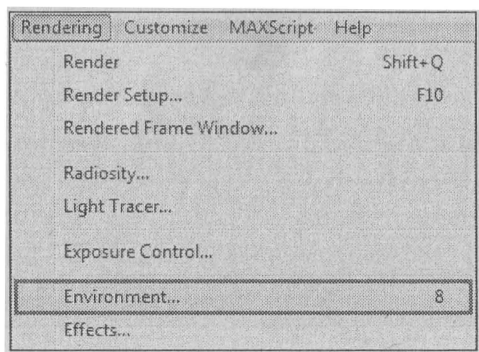 Rendering Customize MAXScript Help
Render Shift+Q
Render Setup... F10
Rendered Frame Window...
Radiosity...
Light Tracer...
Exposure Control...
Environment... 8
Effects...